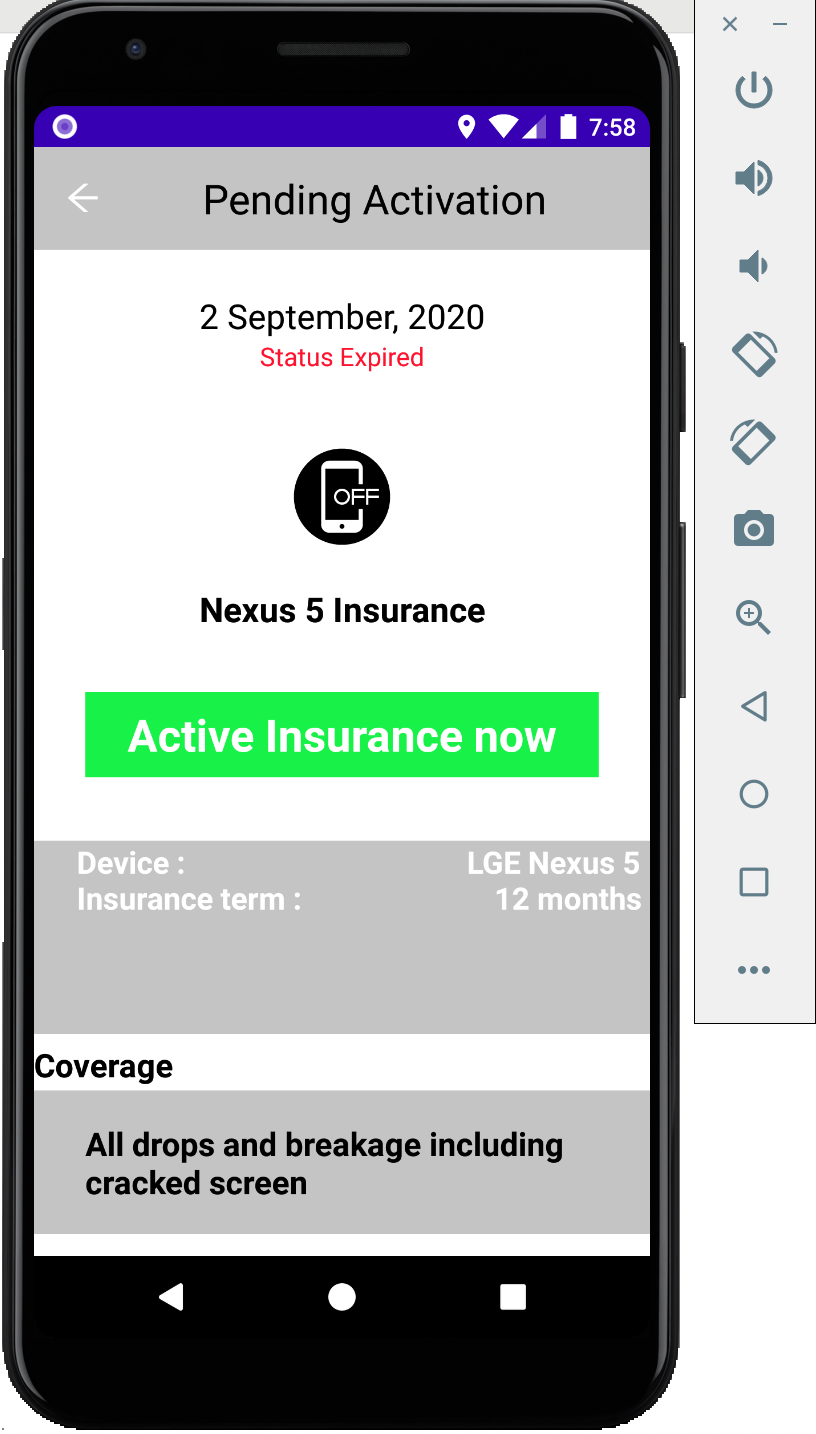 7:58
Pending Activation
2 September, 2020
Status Expired
OFF
Nexus 5 Insurance
Active Insurance now
Device : LGE Nexus 5
Insurance term : 12 months
Coverage
All drops and breakage including
cracked screen